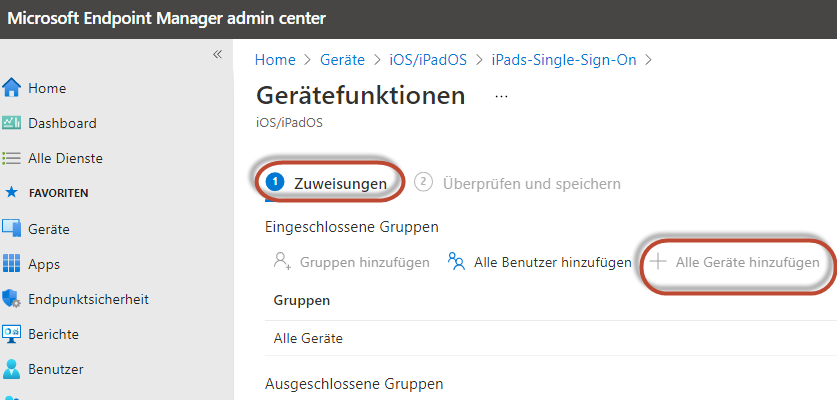 Microsoft Endpoint Manager admin center
«
Home > Geräte > iOS/iPadOS > iPads-Single-Sign-On >
Home
Dashboard
Alle Dienste
FAVORITEN
Geräte
Apps
Endpunktsicherheit
Berichte
Benutzer
Gerätefunktionen ...
iOS/iPadOS
1 Zuweisungen 2 Überprüfen und speichern
Eingeschlossene Gruppen
Gruppen hinzufügen Alle Benutzer hinzufügen + Alle Geräte hinzufügen
Gruppen
Alle Geräte
Ausgeschlossene Gruppen